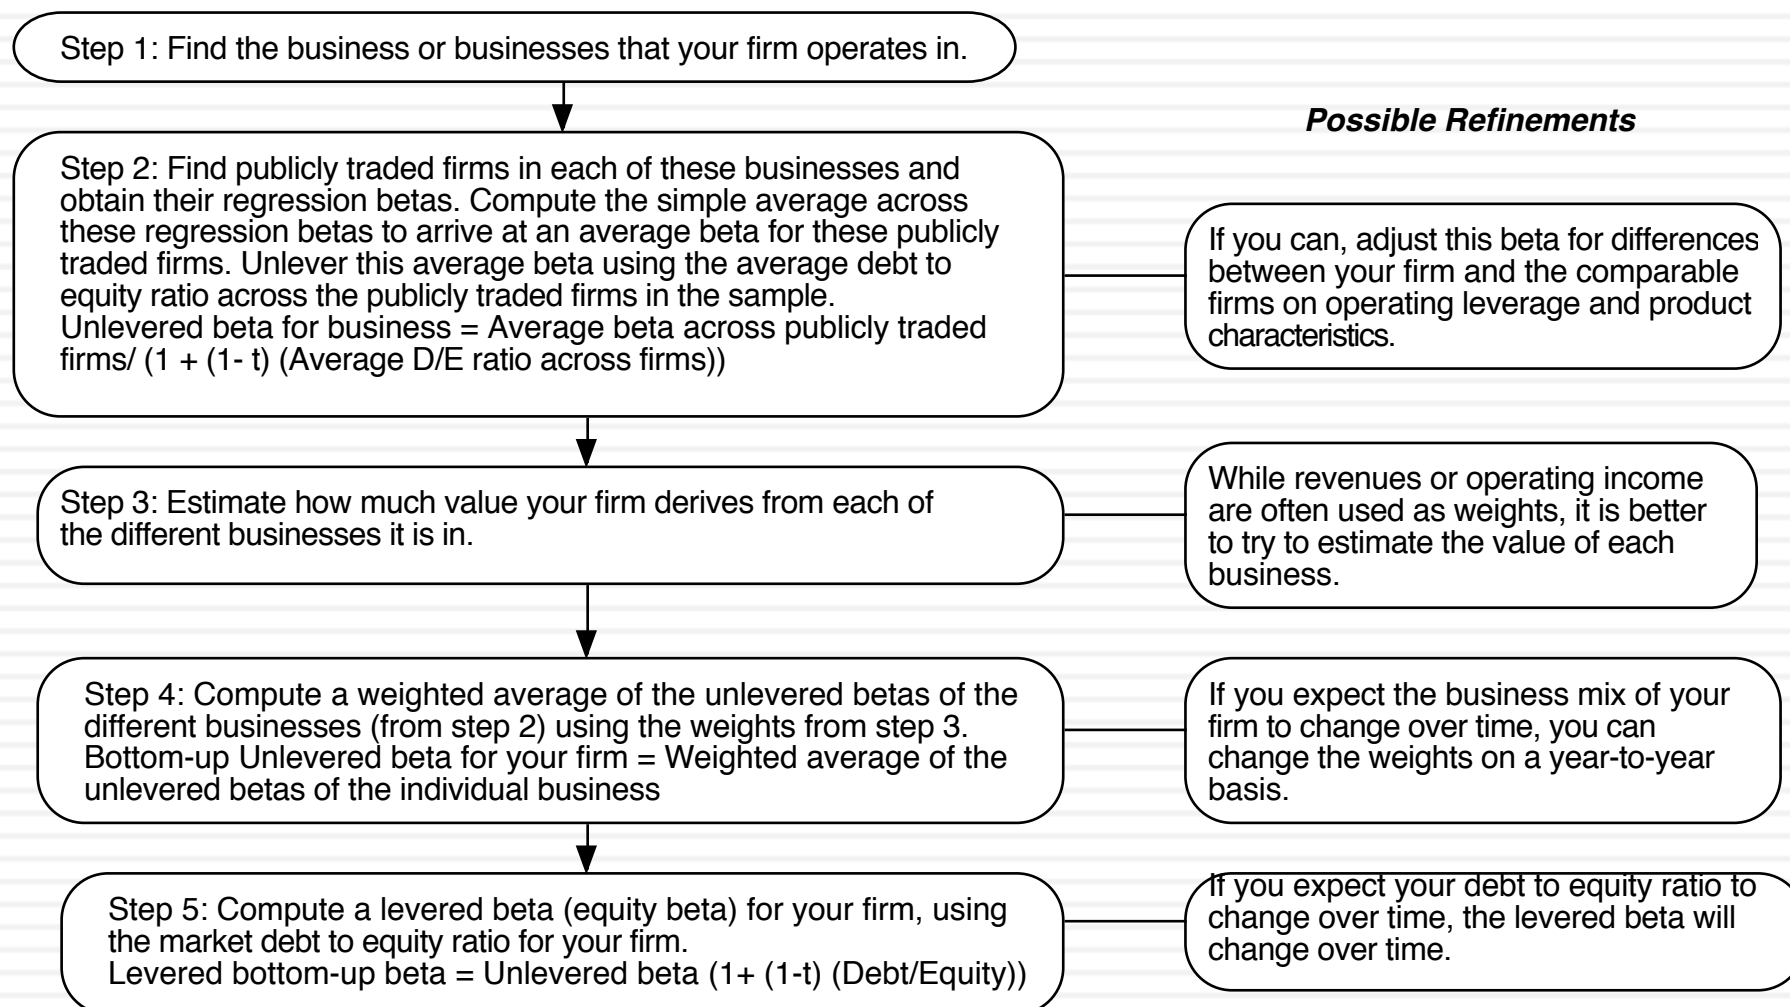 Step 1: Find the business or businesses that your firm operates in.
Possible Refinements
Step 2: Find publicly traded firms in each of these businesses and
obtain their regression betas. Compute the simple average across
these regression betas to arrive at an average beta for these publicly
traded firms. Unlever this average beta using the average debt to
equity ratio across the publicly traded firms in the sample.
Unlevered beta for business = Average beta across publicly traded
firms/ (1 + (1- t) (Average D/E ratio across firms))
If you can, adjust this beta for differences
between your firm and the comparable
firms on operating leverage and product
characteristics.
Step 3: Estimate how much value your firm derives from each of
the different businesses it is in.
While revenues or operating income
are often used as weights, it is better
to try to estimate the value of each
business.
Step 4: Compute a weighted average of the unlevered betas of the
different businesses (from step 2) using the weights from step 3.
Bottom-up Unlevered beta for your firm = Weighted average of the
unlevered betas of the individual business
If you expect the business mix of your
firm to change over time, you can
change the weights on a year-to-year
basis.
Step 5: Compute a levered beta (equity beta) for your firm, using
the market debt to equity ratio for your firm.
Levered bottom-up beta = Unlevered beta (1+ (1-t) (Debt/Equity))
If you expect your debt to equity ratio to
change over time, the levered beta will
change over time.